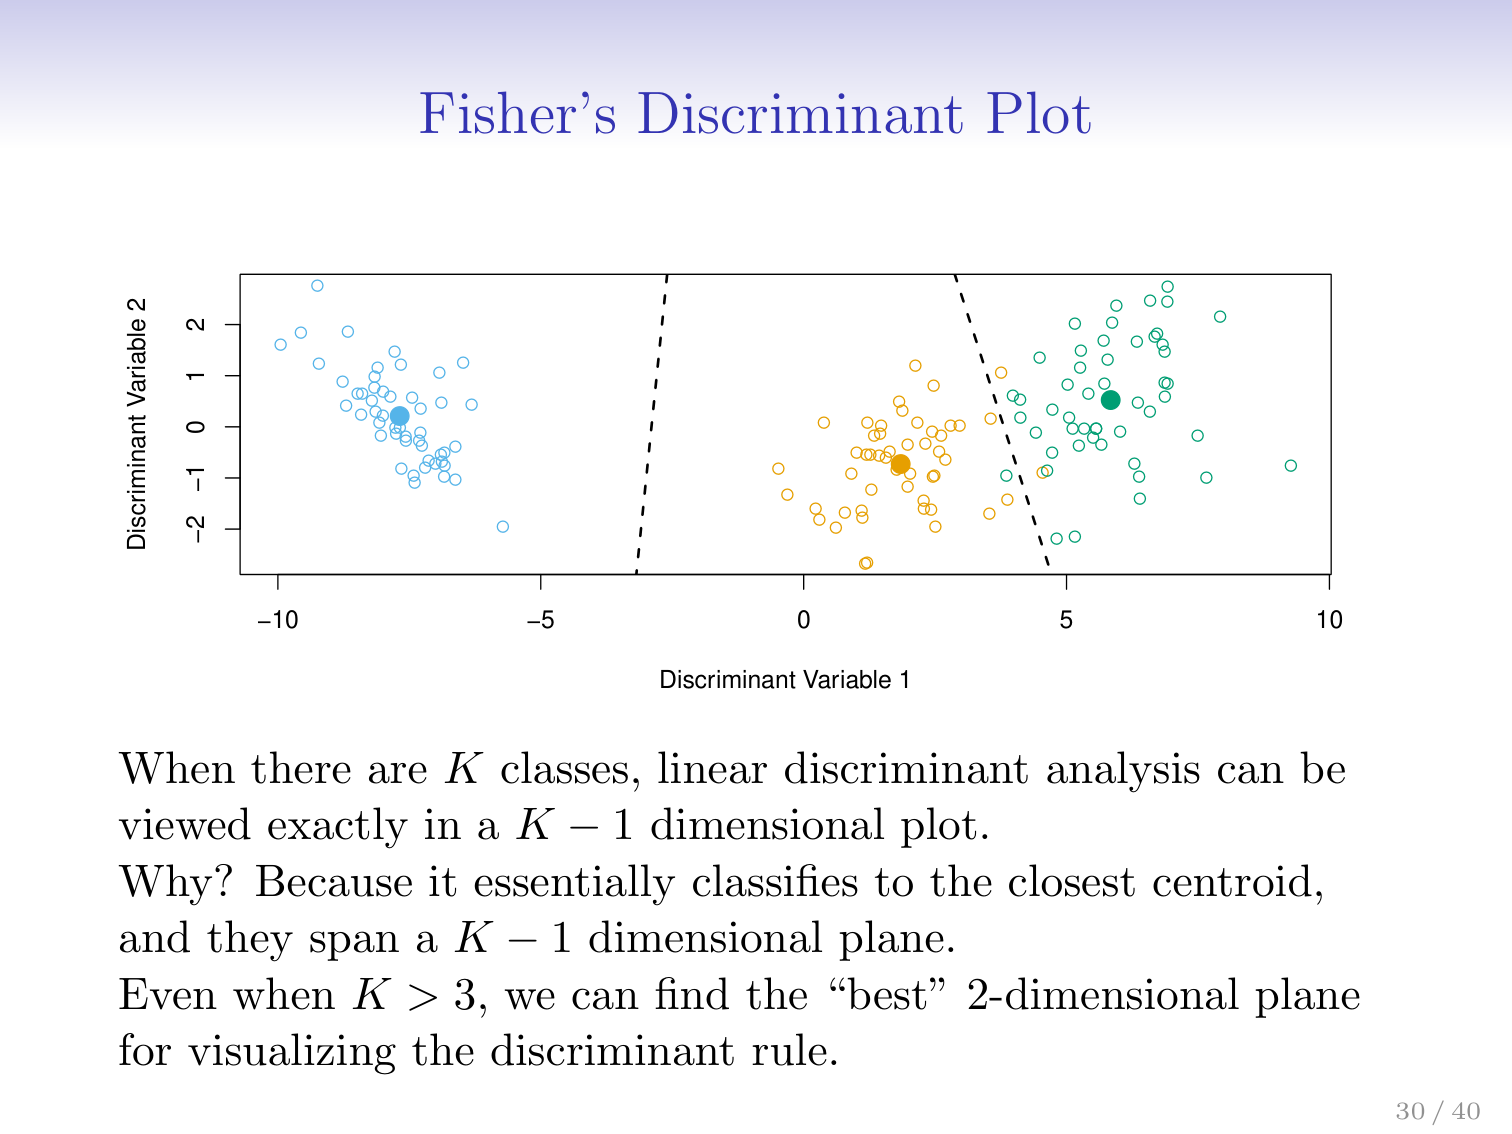 Fisher's Discriminant Plot
Discriminant Variable 2
2
1
0
−1
−2
−10 −5 0 5 10
Discriminant Variable 1
When there are K classes, linear discriminant analysis can be
viewed exactly in a K − 1 dimensional plot.
Why? Because it essentially classifies to the closest centroid,
and they span a K − 1 dimensional plane.
Even when K > 3, we can find the “best” 2-dimensional plane
for visualizing the discriminant rule.
30 / 40